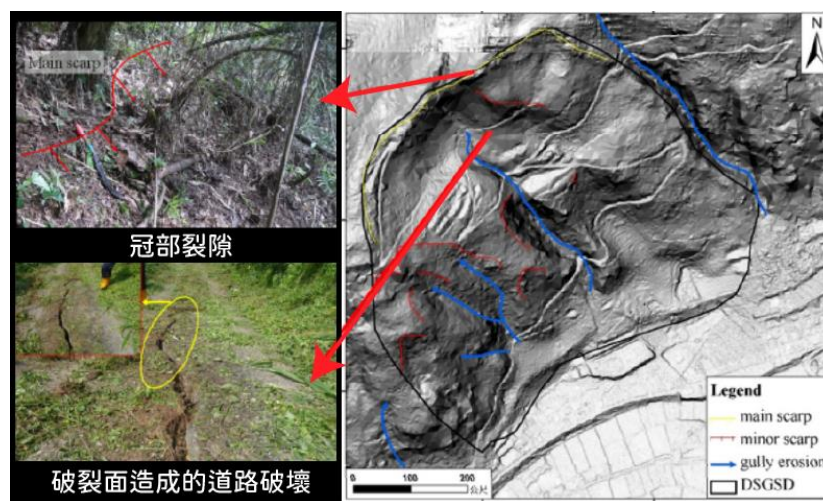 Main scarp
冠部裂隙
破裂面造成的道路破壞
N
Legend
main scarp
minor scarp
gully erosion
DSGSD
0 100 200
公尺